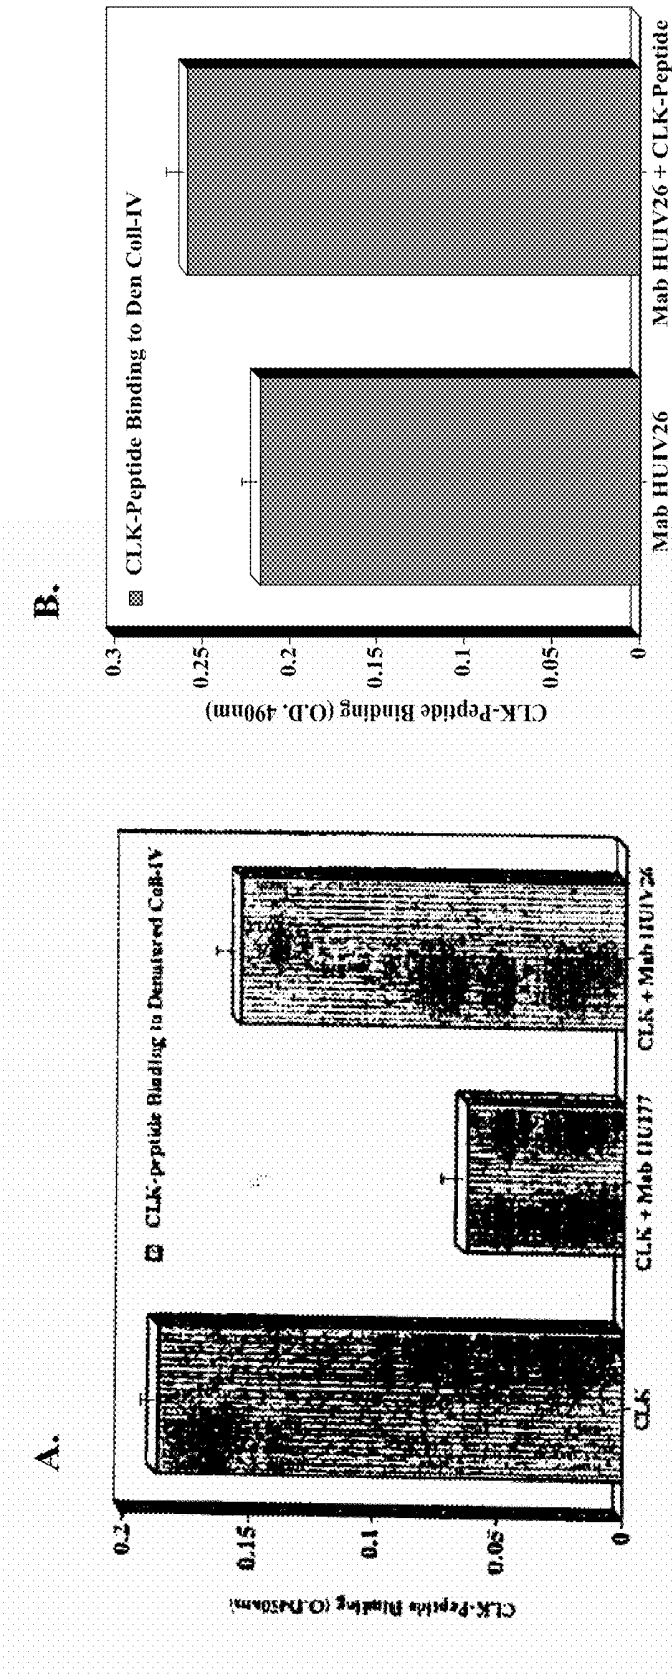 A.
CLK-Peptide Binding (O.D450nm)
0.2
0.15
0.1
0.05
0
CLK-peptide Binding to Denatured Coll-IV
CLK
CLK + Mab HUI77
CLK + Mab HUIV26
B.
CLK-Peptide Binding (O.D. 490nm)
0.3
0.25
0.2
0.15
0.1
0.05
0
CLK-Peptide Binding to Den Coll-IV
Mab HUIV26
Mab HUIV26 + CLK-Peptide